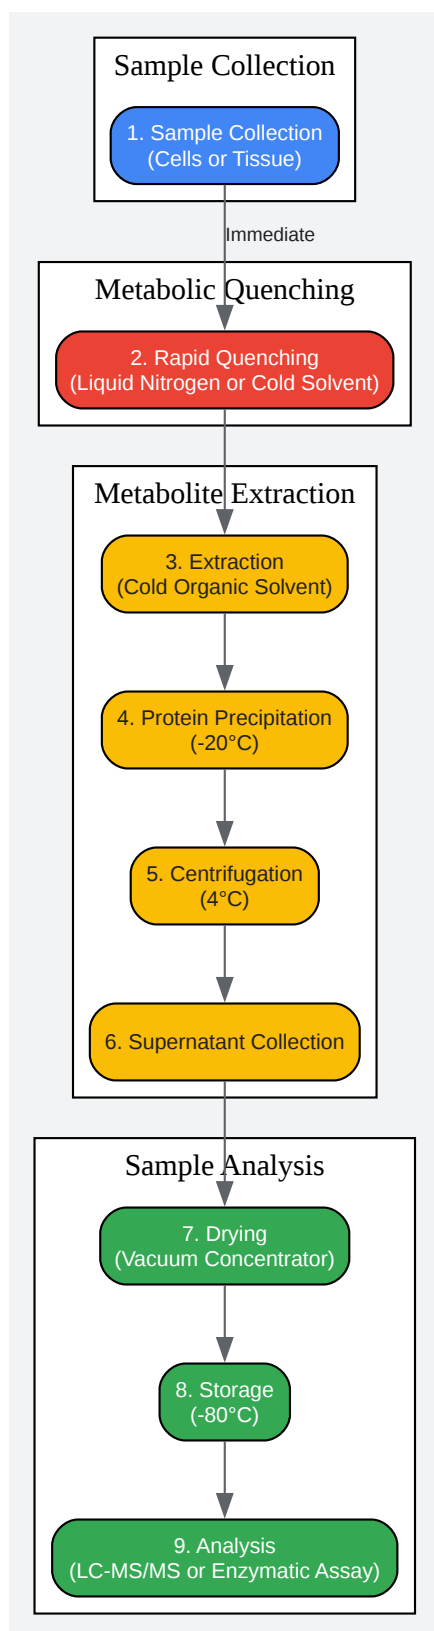 Sample Collection
1. Sample Collection
(Cells or Tissue)
Immediate
Metabolic Quenching
2. Rapid Quenching
(Liquid Nitrogen or Cold Solvent)
Metabolite Extraction
3. Extraction
(Cold Organic Solvent)
4. Protein Precipitation
(-20°C)
5. Centrifugation
(4°C)
6. Supernatant Collection
Sample Analysis
7. Drying
(Vacuum Concentrator)
8. Storage
(-80°C)
9. Analysis
(LC-MS/MS or Enzymatic Assay)